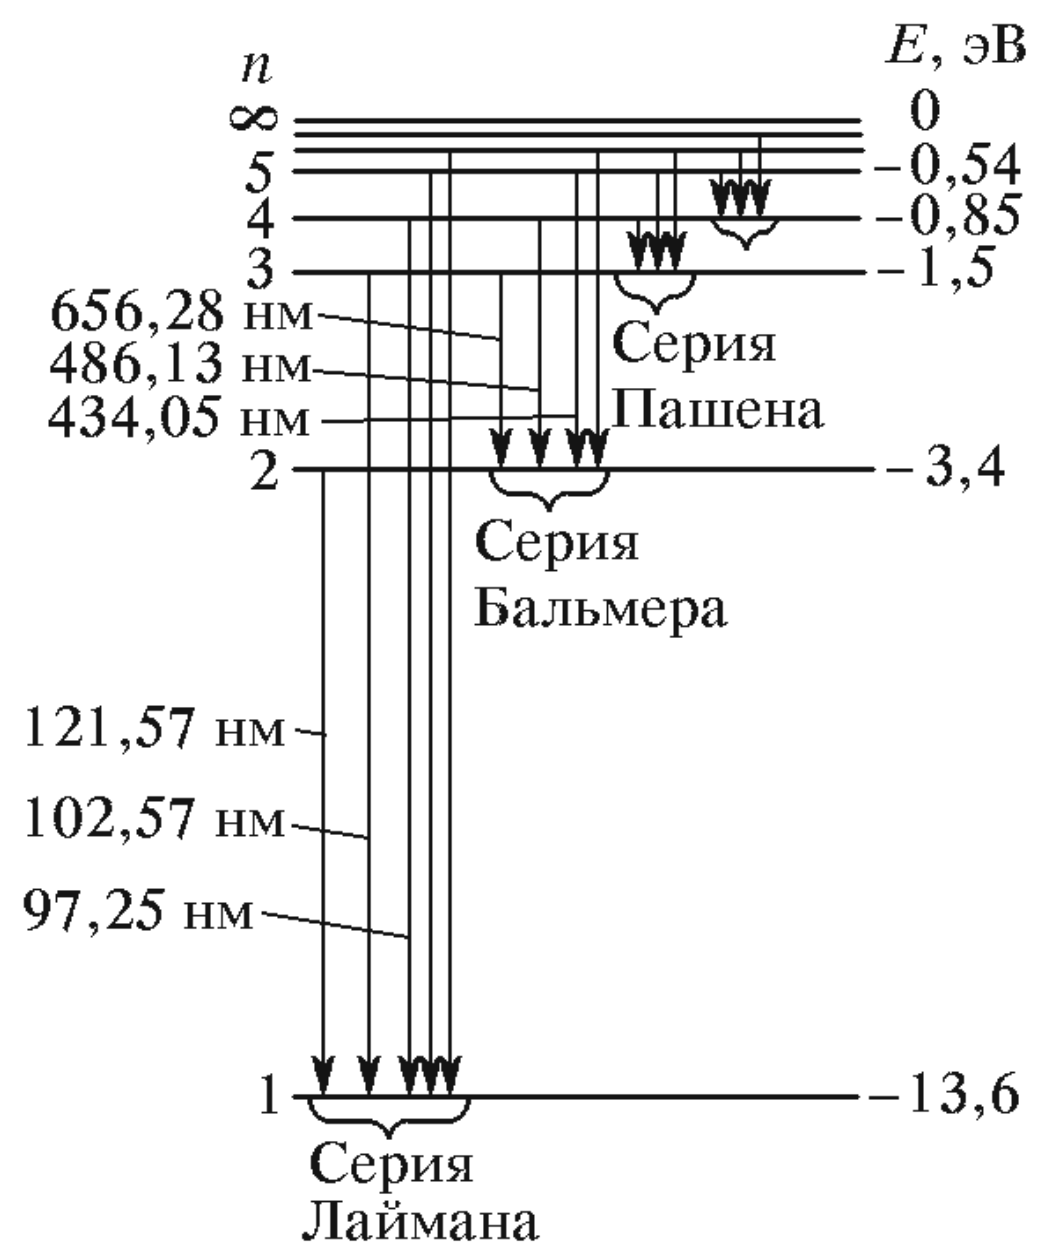 n
E, эВ
∞
0
5
−0,54
4
−0,85
3
−1,5
656,28 нм
486,13 нм
434,05 нм
Серия
Пашена
2
−3,4
Серия
Бальмера
121,57 нм
102,57 нм
97,25 нм
1
−13,6
Серия
Лаймана